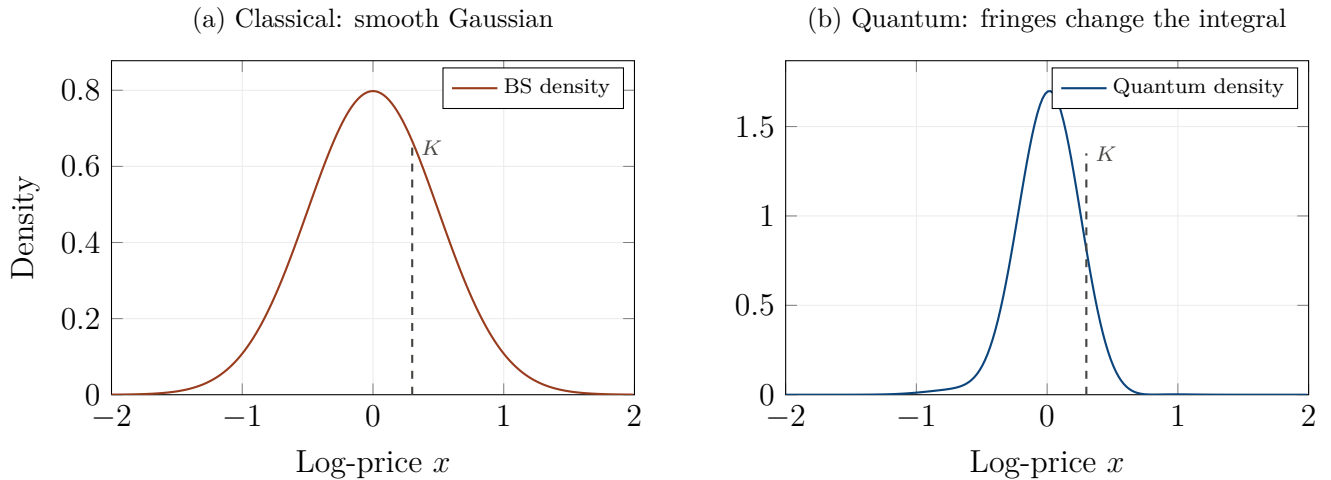 (a) Classical: smooth Gaussian
BS density
K
0.8
0.6
0.4
0.2
0
Density
−2
−1
0
1
2
Log-price x
(b) Quantum: fringes change the integral
Quantum density
K
1.5
1
0.5
0
−2
−1
0
1
2
Log-price x